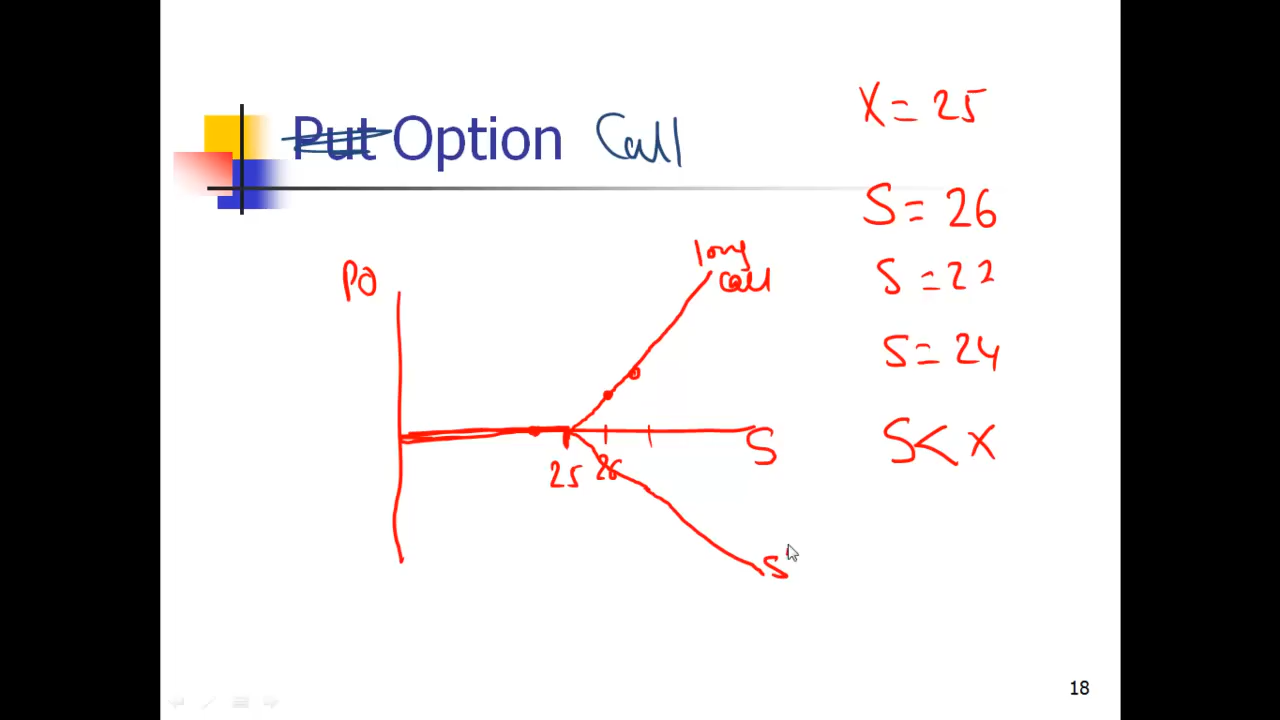 Put Option Call
X = 25
S = 26
S = 22
S = 24
S < X
PO
long
call
S
25 26
S
18